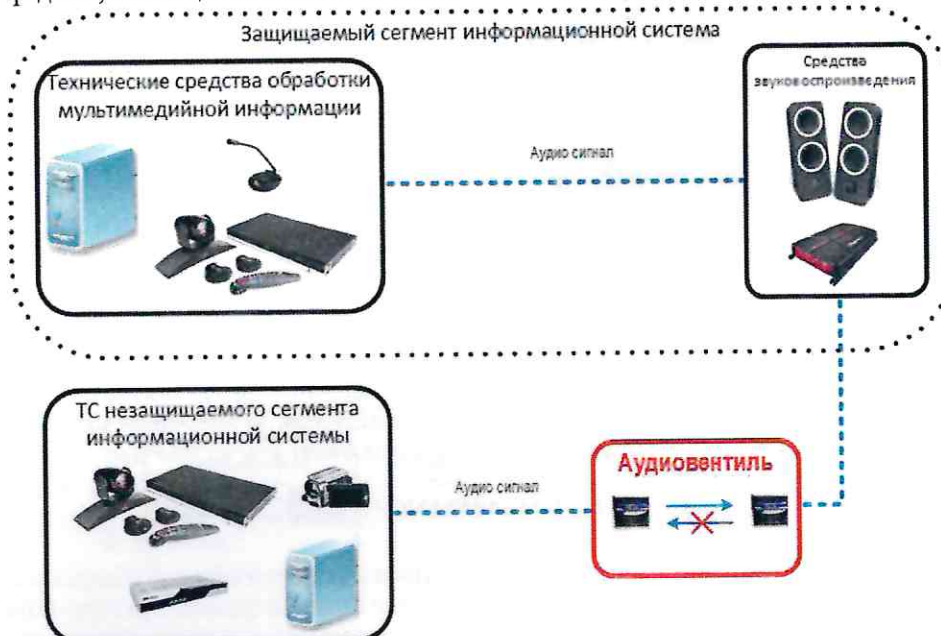 Защищаемый сегмент информационной система
Технические средства обработки
мультимедийной информации
Средства
звуковоспроизведения
Аудио сигнал
ТС незащищаемого сегмента
информационной системы
Аудио сигнал
Аудиовентиль